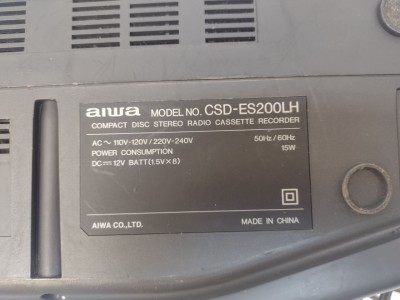 aiwa MODEL NO. CSD-ES200LH
COMPACT DISC STEREO RADIO CASSETTE RECORDER
AC ~ 110V-120V/220V-240V 50Hz/60Hz
POWER CONSUMPTION 15W
DC⎓12V BATT(1.5V×8)
AIWA CO.,LTD. MADE IN CHINA